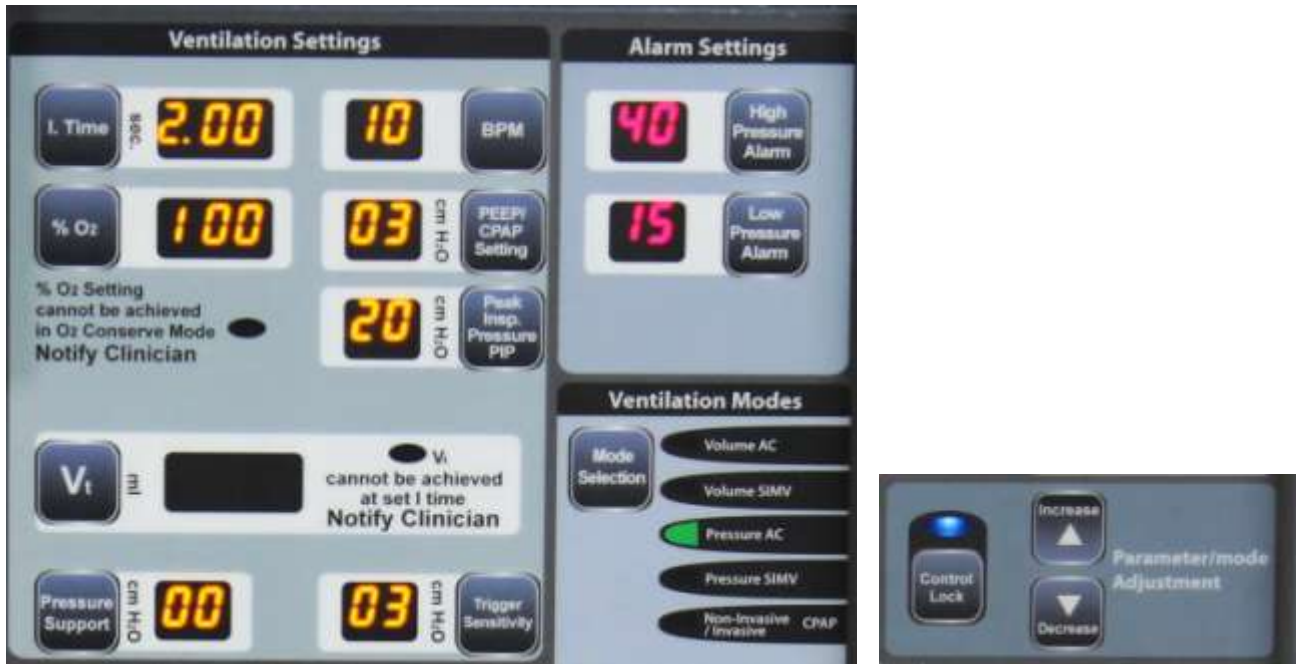 Ventilation Settings
I. Time
sec.
2.00
10
BPM
% O₂
100
03
cm H₂O
PEEP/
CPAP
Setting
% O₂ Setting
cannot be achieved
in O₂ Conserve Mode
Notify Clinician
20
cm H₂O
Peak
Insp.
Pressure
PIP
Vt
ml
Vt
cannot be achieved
at set I time
Notify Clinician
Pressure
Support
cm H₂O
00
03
cm H₂O
Trigger
Sensitivity
Alarm Settings
40
High
Pressure
Alarm
15
Low
Pressure
Alarm
Ventilation Modes
Mode
Selection
Volume AC
Volume SIMV
Pressure AC
Pressure SIMV
Non-Invasive
/ Invasive CPAP
Control
Lock
Increase
Decrease
Parameter/mode
Adjustment